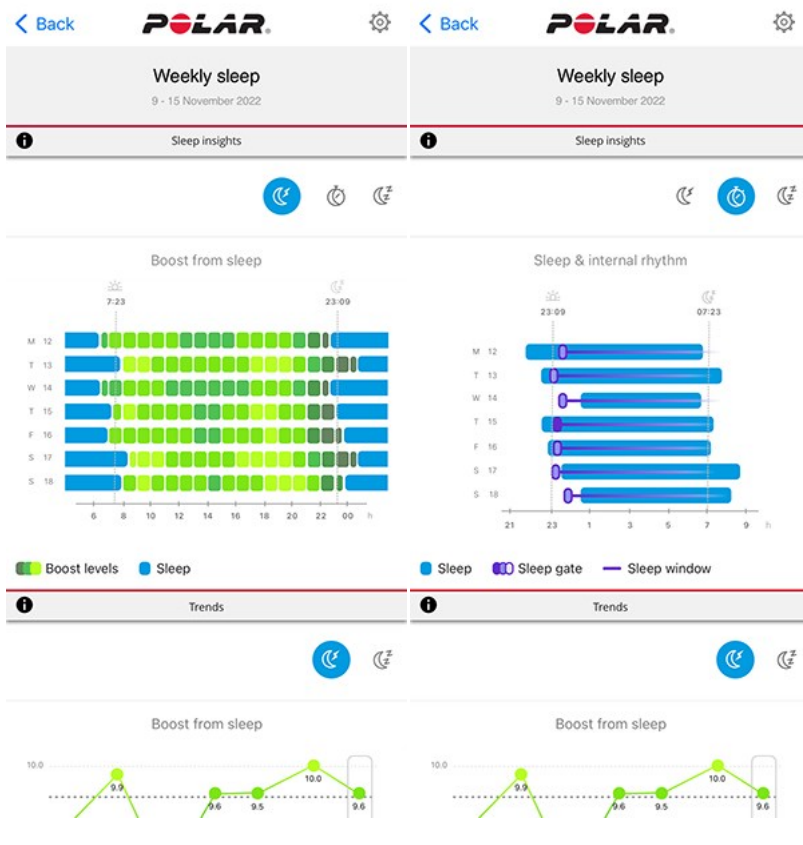 Back
POLAR.
Weekly sleep
9 - 15 November 2022
Sleep insights
Boost from sleep
7:23
23:09
M 12
T 13
W 14
T 15
F 16
S 17
S 18
6 8 10 12 14 16 18 20 22 00 h
Boost levels Sleep
Trends
Boost from sleep
10.0
9.9
9.6
9.5
10.0
9.6
Back
POLAR.
Weekly sleep
9 - 15 November 2022
Sleep insights
Sleep & internal rhythm
23:09
07:23
M 12
T 13
W 14
T 15
F 16
S 17
S 18
21 23 1 3 5 7 9 h
Sleep Sleep gate Sleep window
Trends
Boost from sleep
10.0
9.9
9.6
9.5
10.0
9.6